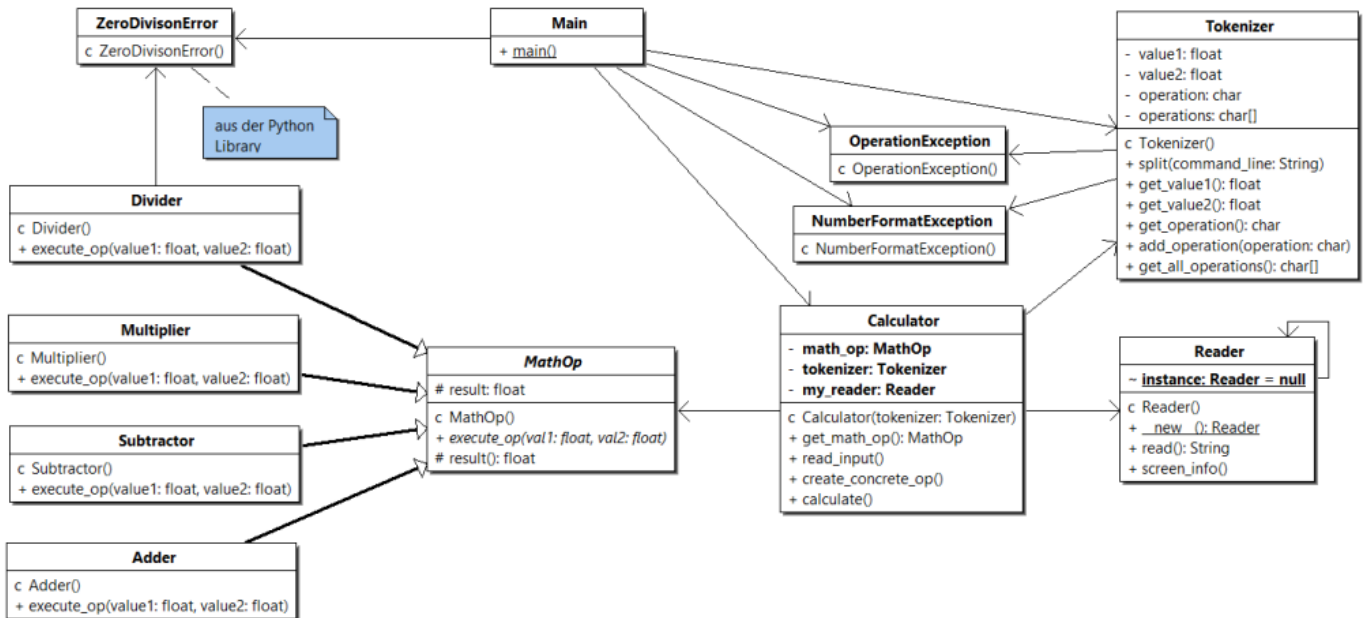 ZeroDivisonError
c ZeroDivisonError()
aus der Python
Library
Main
+ main()
Tokenizer
- value1: float
- value2: float
- operation: char
- operations: char[]
c Tokenizer()
+ split(command_line: String)
+ get_value1(): float
+ get_value2(): float
+ get_operation(): char
+ add_operation(operation: char)
+ get_all_operations(): char[]
OperationException
c OperationException()
NumberFormatException
c NumberFormatException()
Divider
c Divider()
+ execute_op(value1: float, value2: float)
Multiplier
c Multiplier()
+ execute_op(value1: float, value2: float)
Subtractor
c Subtractor()
+ execute_op(value1: float, value2: float)
Adder
c Adder()
+ execute_op(value1: float, value2: float)
MathOp
# result: float
c MathOp()
+ execute_op(val1: float, val2: float)
# result(): float
Calculator
- math_op: MathOp
- tokenizer: Tokenizer
- my_reader: Reader
c Calculator(tokenizer: Tokenizer)
+ get_math_op(): MathOp
+ read_input()
+ create_concrete_op()
+ calculate()
Reader
~ instance: Reader = null
c Reader()
+ __new__(): Reader
+ read(): String
+ screen_info()